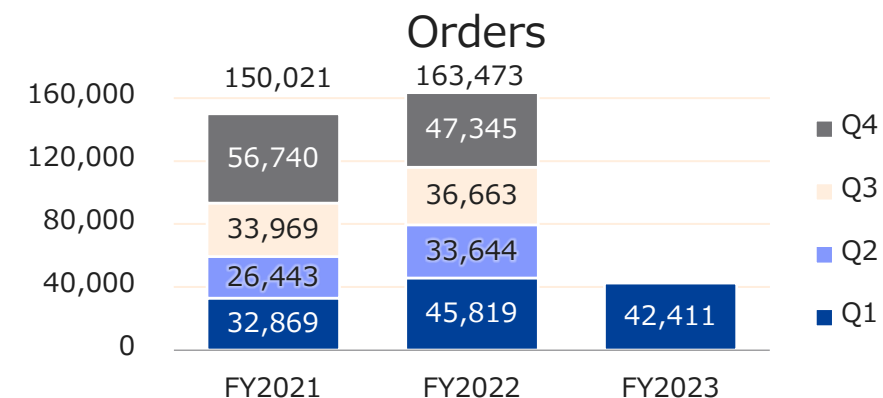 Orders
150,021 163,473
160,000
120,000
80,000
40,000
0
56,740 47,345
33,969 36,663
26,443 33,644
32,869 45,819 42,411
FY2021 FY2022 FY2023
Q4
Q3
Q2
Q1